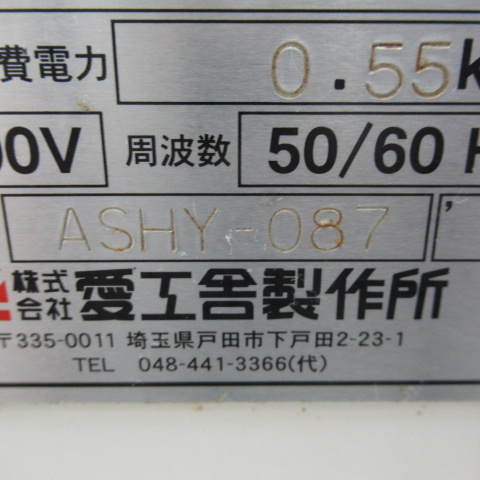 費電力 0.55k
00V 周波数 50/60 H
ASHY-087 '
株式会社 愛工舎製作所
〒335-0011 埼玉県戸田市下戸田2-23-1
TEL 048-441-3366(代)